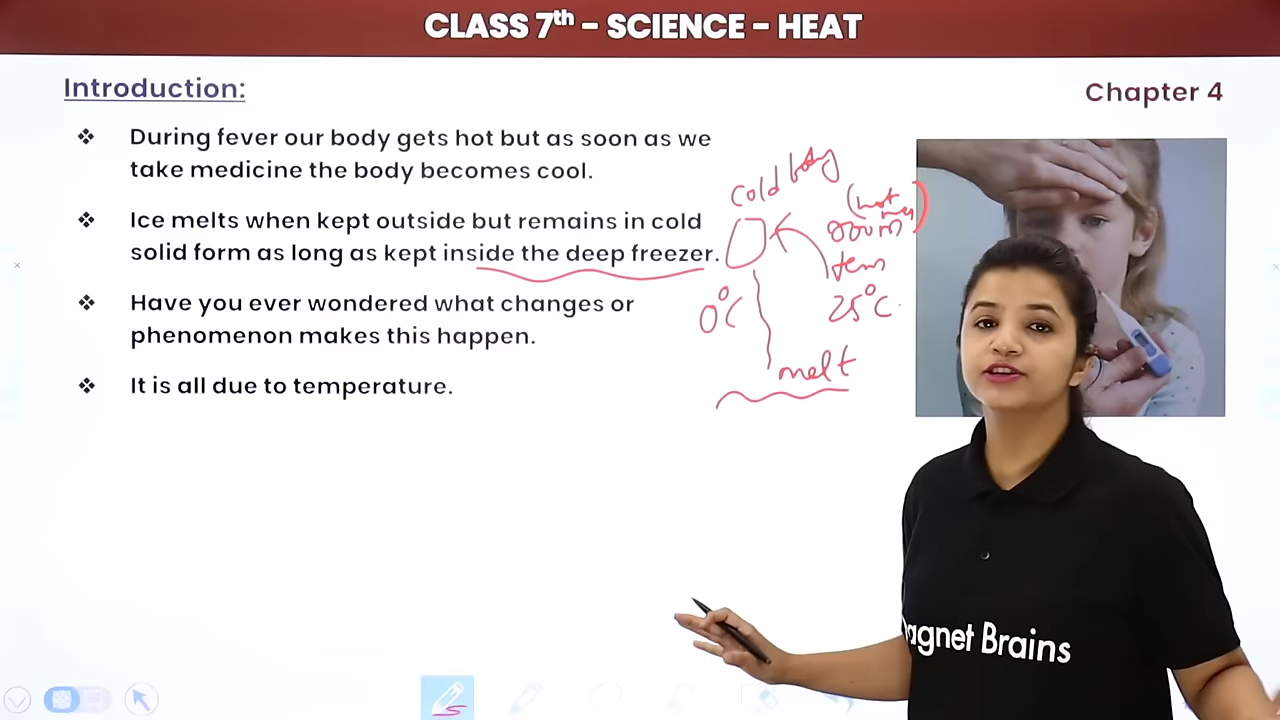 CLASS 7th – SCIENCE – HEAT
Introduction:
Chapter 4
❖ During fever our body gets hot but as soon as we
take medicine the body becomes cool.
❖ Ice melts when kept outside but remains in cold
solid form as long as kept inside the deep freezer.
❖ Have you ever wondered what changes or
phenomenon makes this happen.
❖ It is all due to temperature.
cold body
(hot
room
tem
0°C
25°C.
melt
agnet Brains